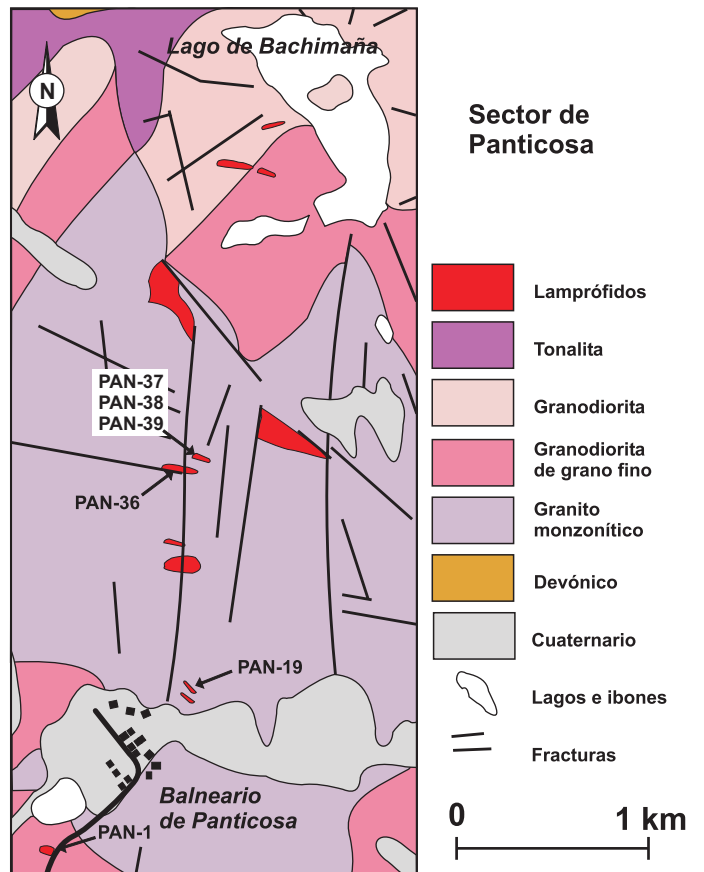 Lago de Bachimaña
N
Sector de
Panticosa
Lamprófidos
Tonalita
PAN-37
PAN-38
PAN-39
Granodiorita
Granodiorita
de grano fino
PAN-36
Granito
monzonítico
Devónico
Cuaternario
PAN-19
Lagos e ibones
Fracturas
Balneario
de Panticosa
PAN-1
0 1 km